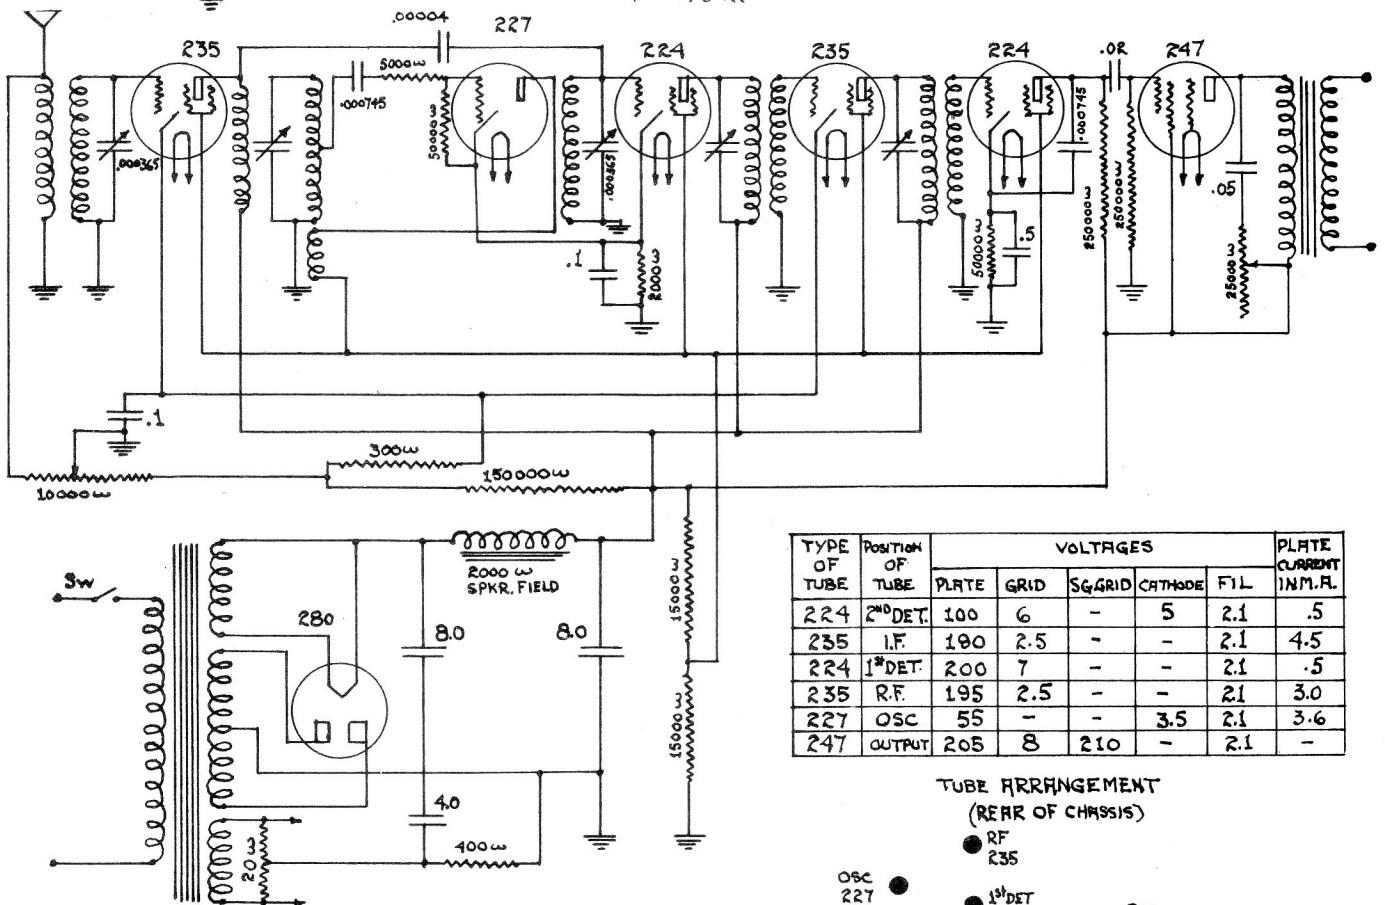 .00004
227
235
224
235
224
.02
247
5000ω
.000745
50000ω
.000365
.000365
.000745
250000ω
250000ω
.05
.1
2000ω
50000ω
.5
25000ω
.1
300ω
150000ω
10000ω
Sw
2000 ω
SPKR. FIELD
280
8.0
8.0
15000ω
15000ω
4.0
400ω
20ω
TYPE OF TUBE POSITION OF TUBE VOLTAGES PLATE CURRENT IN M.A.
PLATE GRID SG.GRID CATHODE FIL
224 2ND DET. 100 6 - 5 2.1 .5
235 I.F. 190 2.5 - - 2.1 4.5
224 1st DET. 200 7 - - 2.1 .5
235 R.F. 195 2.5 - - 2.1 3.0
227 OSC 55 - - 3.5 2.1 3.6
247 OUTPUT 205 8 210 - 2.1 -
TUBE ARRANGEMENT
(REAR OF CHASSIS)
RF
235
OSC
227
1st DET